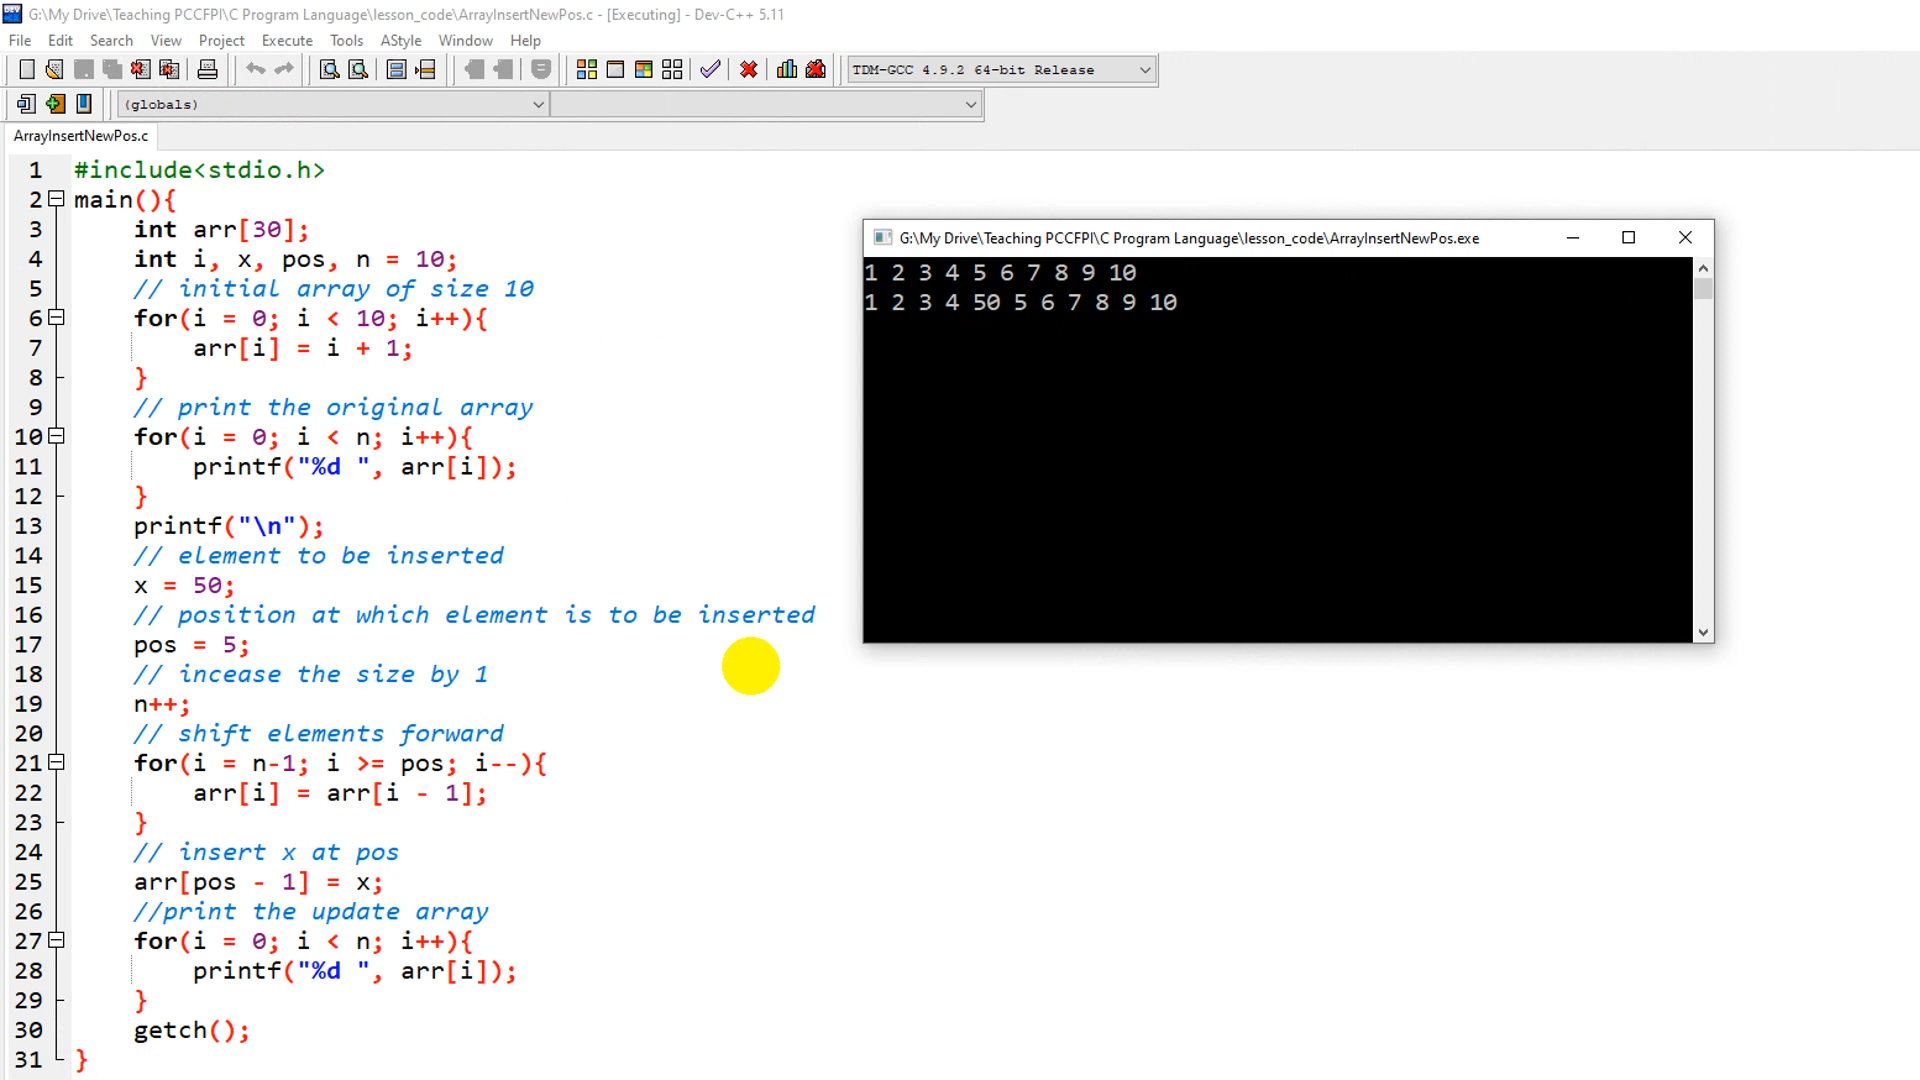 G:\My Drive\Teaching PCCFPI\C Program Language\lesson_code\ArrayInsertNewPos.c - [Executing] - Dev-C++ 5.11
File Edit Search View Project Execute Tools AStyle Window Help
TDM-GCC 4.9.2 64-bit Release
(globals)
ArrayInsertNewPos.c
1 #include<stdio.h>
2 main(){
3 int arr[30];
4 int i, x, pos, n = 10;
5 // initial array of size 10
6 for(i = 0; i < 10; i++){
7 arr[i] = i + 1;
8 }
9 // print the original array
10 for(i = 0; i < n; i++){
11 printf("%d ", arr[i]);
12 }
13 printf("\n");
14 // element to be inserted
15 x = 50;
16 // position at which element is to be inserted
17 pos = 5;
18 // incease the size by 1
19 n++;
20 // shift elements forward
21 for(i = n-1; i >= pos; i--){
22 arr[i] = arr[i - 1];
23 }
24 // insert x at pos
25 arr[pos - 1] = x;
26 //print the update array
27 for(i = 0; i < n; i++){
28 printf("%d ", arr[i]);
29 }
30 getch();
31 }
G:\My Drive\Teaching PCCFPI\C Program Language\lesson_code\ArrayInsertNewPos.exe
1 2 3 4 5 6 7 8 9 10
1 2 3 4 50 5 6 7 8 9 10